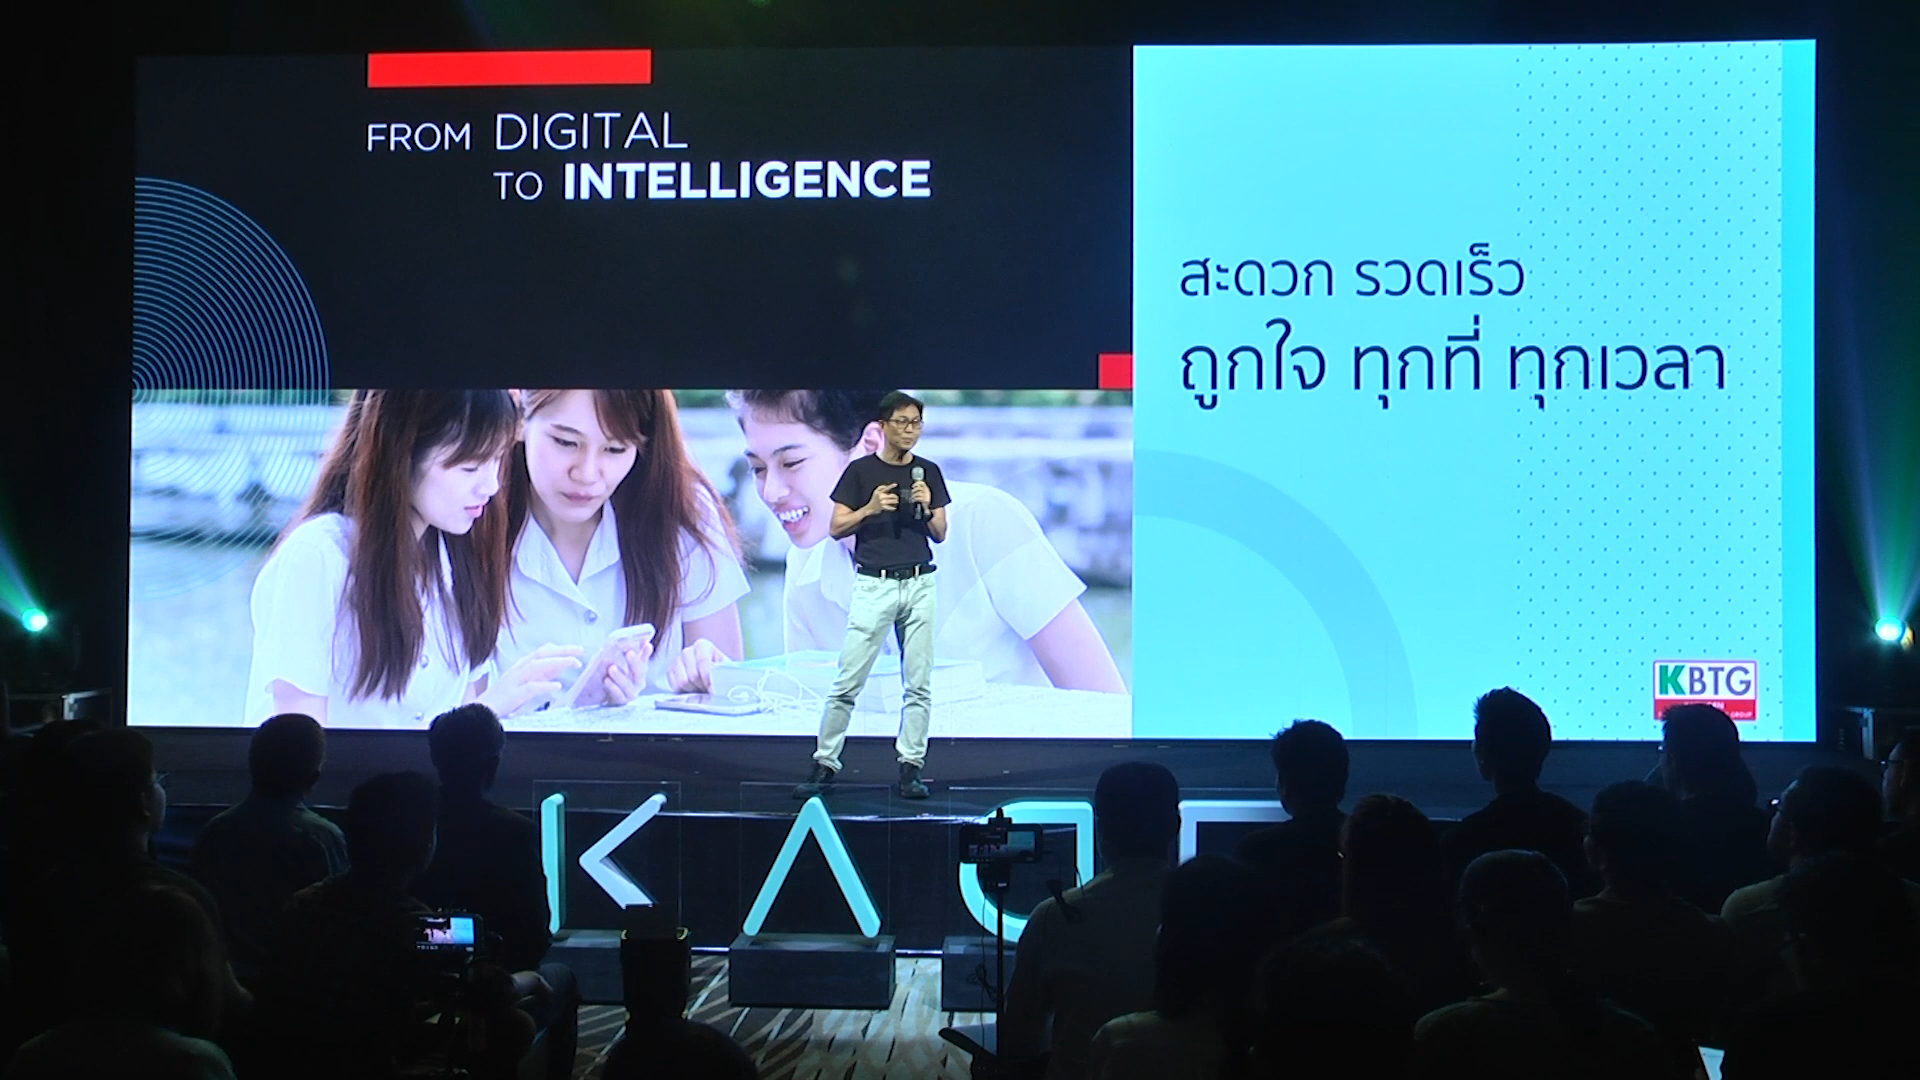 FROM DIGITAL
TO INTELLIGENCE
สะดวก รวดเร็ว
ถูกใจ ทุกที่ ทุกเวลา
KBTG
KA